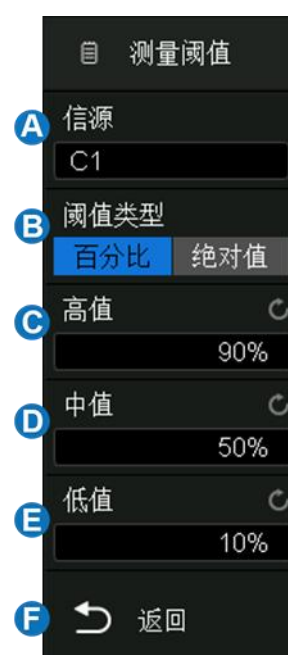 测量阈值
A 信源
C1
B 阈值类型
百分比 绝对值
C 高值
90%
D 中值
50%
E 低值
10%
F 返回